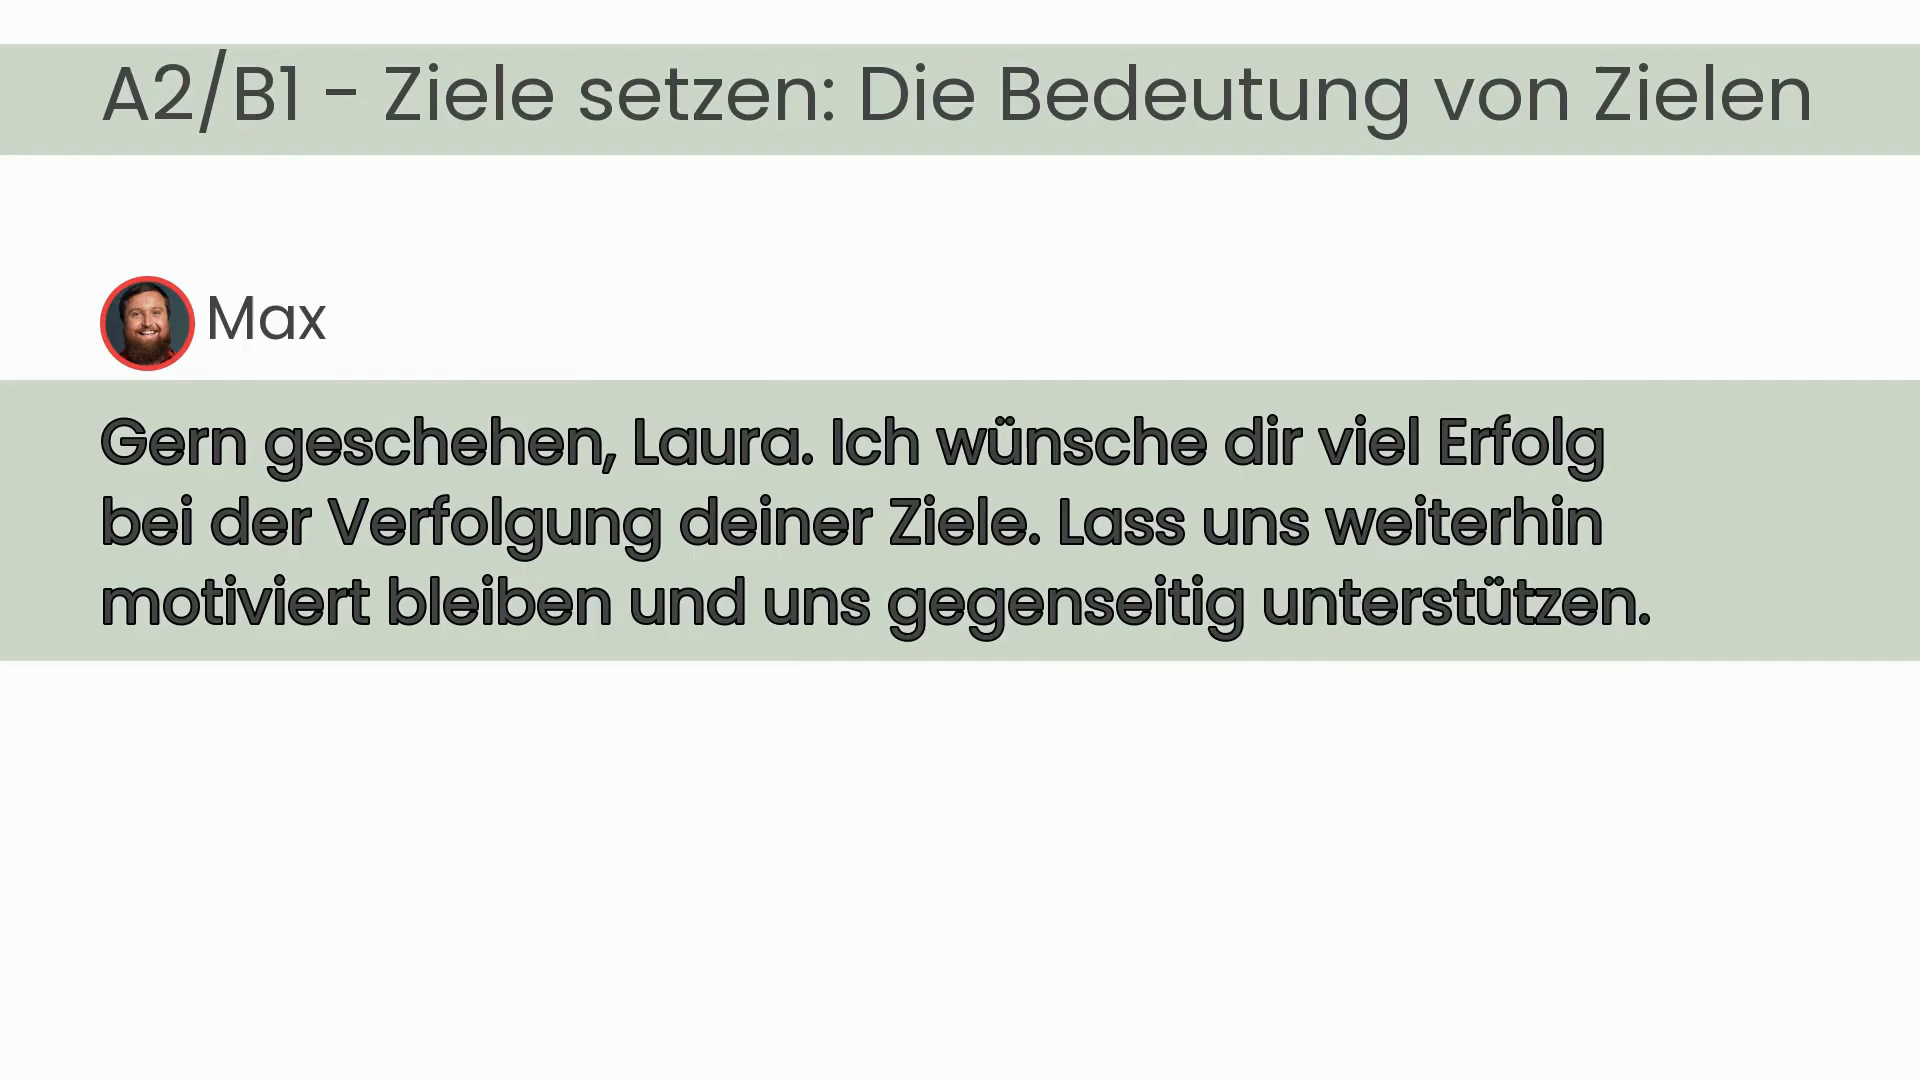 A2/B1 - Ziele setzen: Die Bedeutung von Zielen
Max
Gern geschehen, Laura. Ich wünsche dir viel Erfolg
bei der Verfolgung deiner Ziele. Lass uns weiterhin
motiviert bleiben und uns gegenseitig unterstützen.